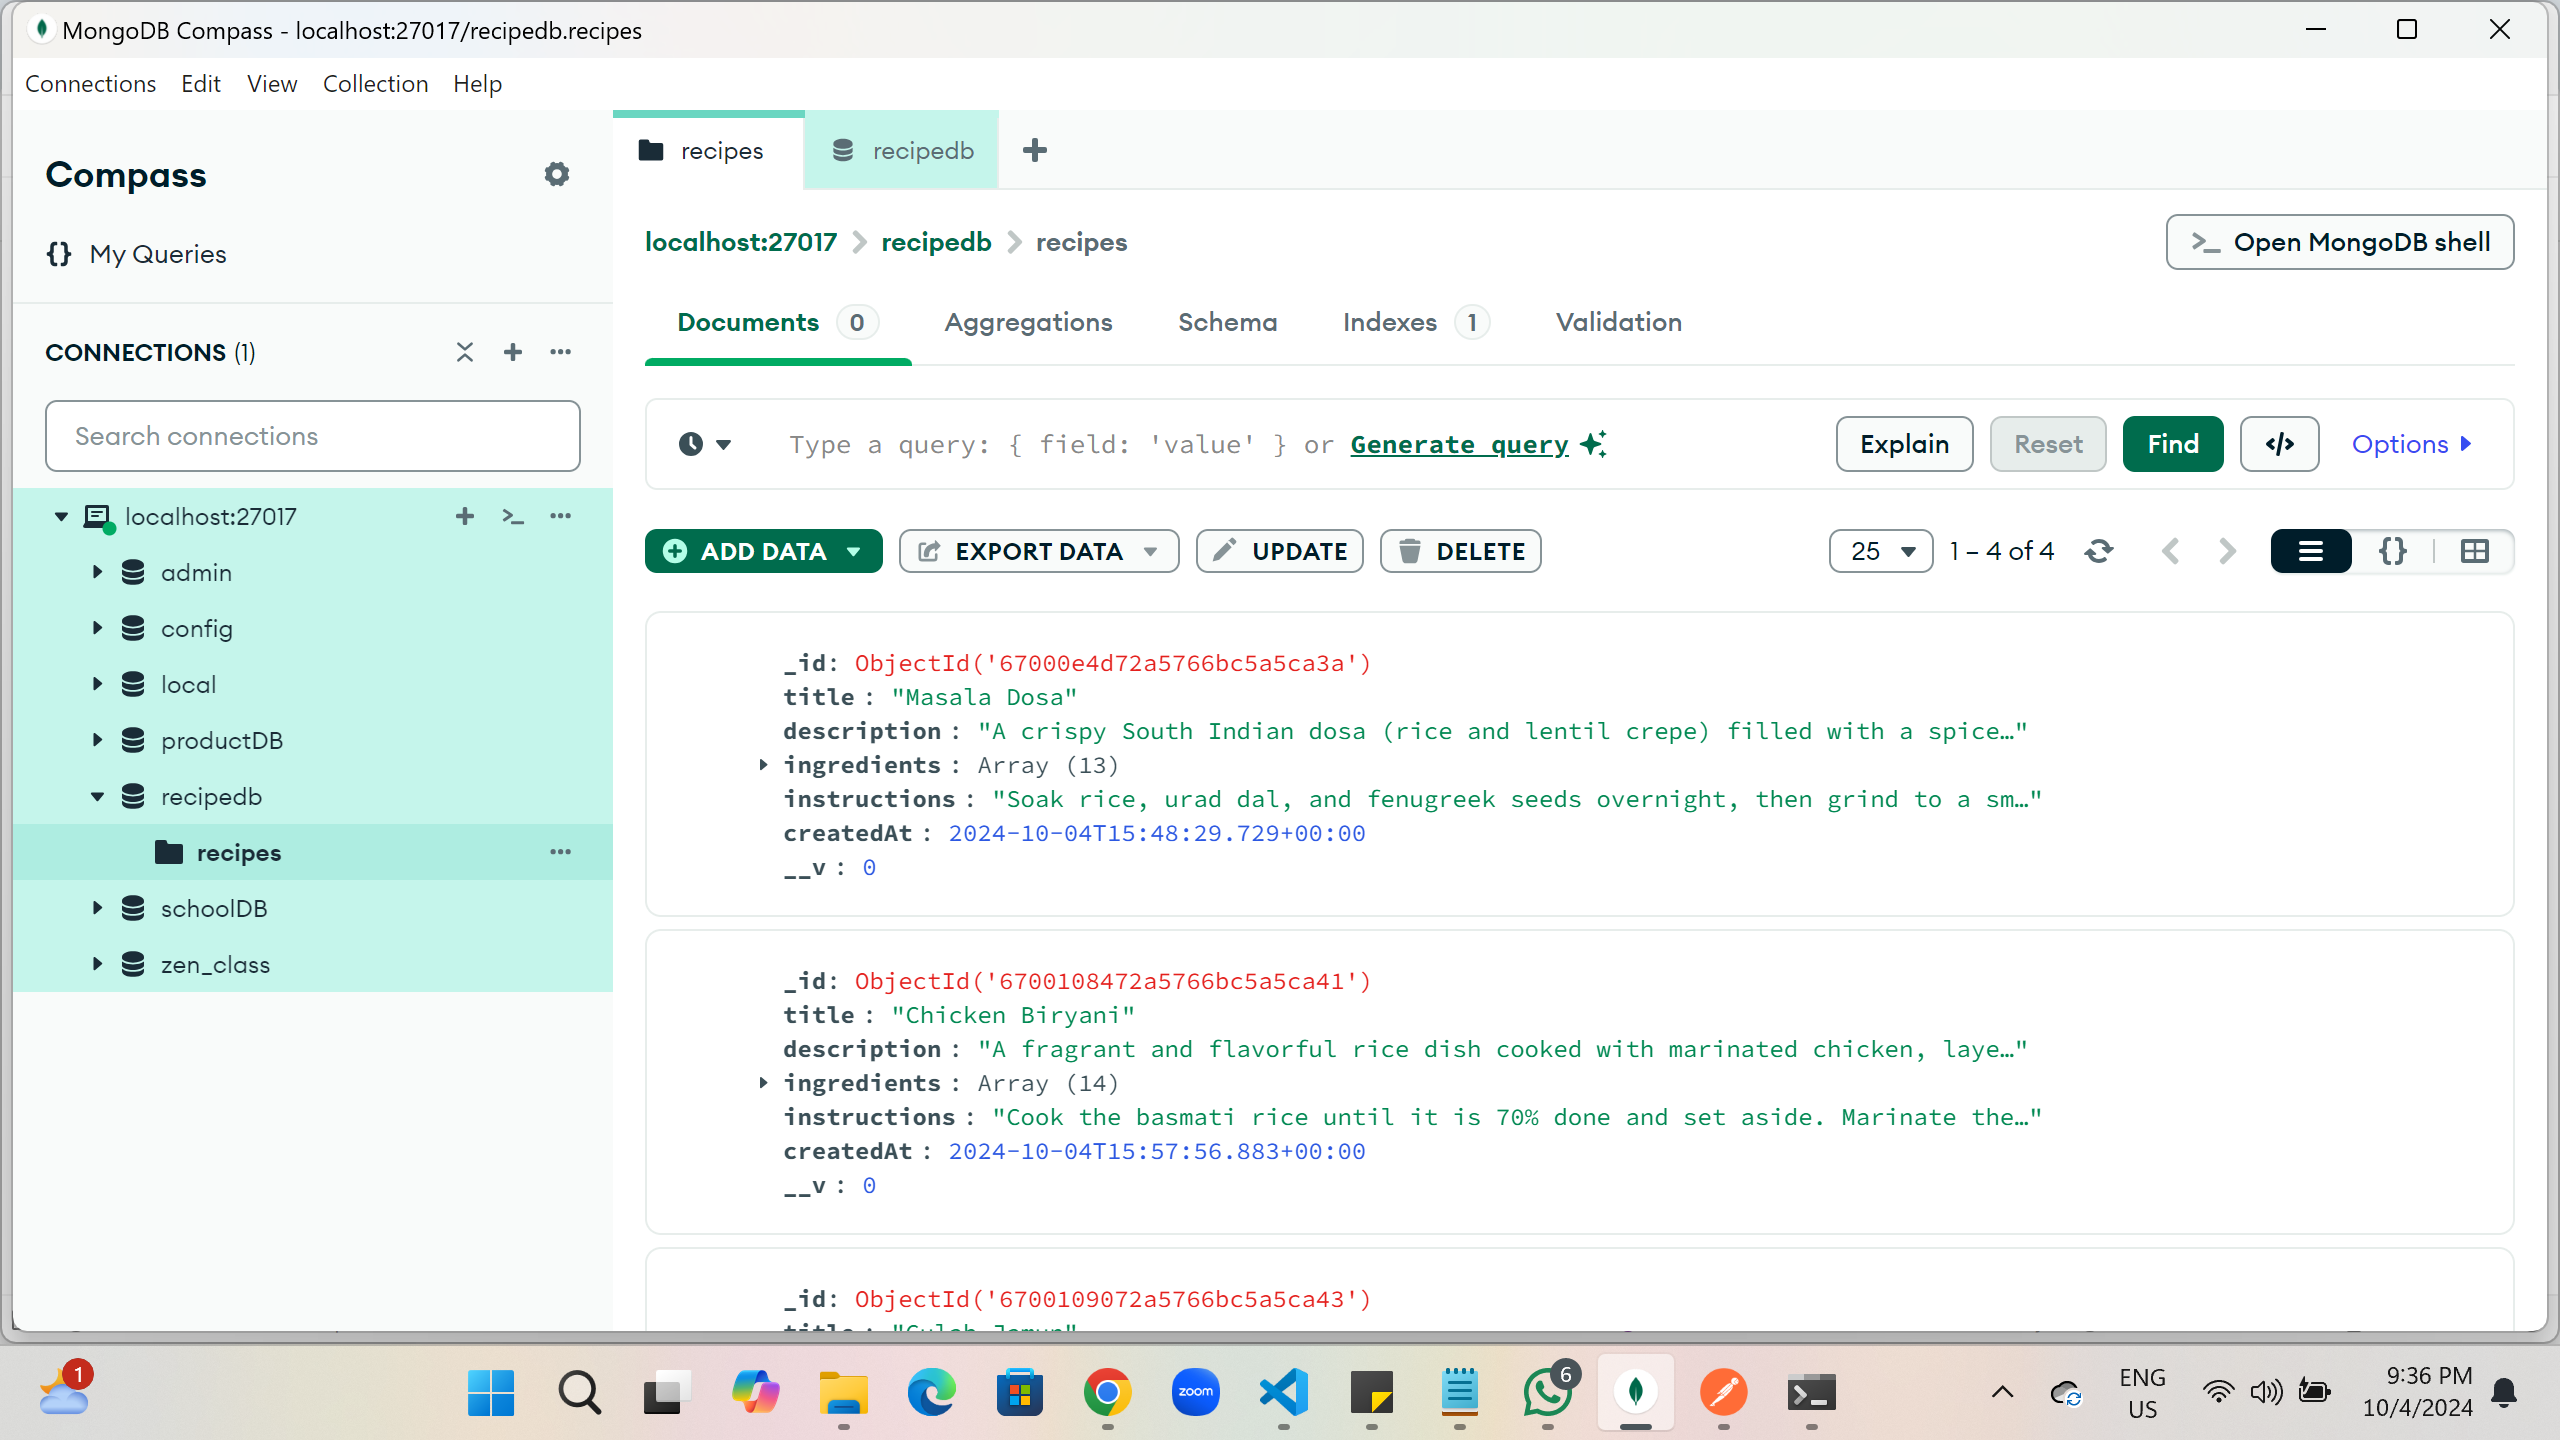 MongoDB Compass - localhost:27017/recipedb.recipes
Connections Edit View Collection Help
Compass
{} My Queries
CONNECTIONS (1)
Search connections
localhost:27017
admin
config
local
productDB
recipedb
recipes
schoolDB
zen_class
recipes recipedb
localhost:27017 recipedb recipes
>_ Open MongoDB shell
Documents 0 Aggregations Schema Indexes 1 Validation
Type a query: { field: 'value' } or Generate query
Explain Reset Find </> Options
ADD DATA EXPORT DATA UPDATE DELETE
25 1 – 4 of 4 {}
_id: ObjectId('67000e4d72a5766bc5a5ca3a')
title : "Masala Dosa"
description : "A crispy South Indian dosa (rice and lentil crepe) filled with a spice…"
ingredients : Array (13)
instructions : "Soak rice, urad dal, and fenugreek seeds overnight, then grind to a sm…"
createdAt : 2024-10-04T15:48:29.729+00:00
__v : 0
_id: ObjectId('6700108472a5766bc5a5ca41')
title : "Chicken Biryani"
description : "A fragrant and flavorful rice dish cooked with marinated chicken, laye…"
ingredients : Array (14)
instructions : "Cook the basmati rice until it is 70% done and set aside. Marinate the…"
createdAt : 2024-10-04T15:57:56.883+00:00
__v : 0
_id: ObjectId('6700109072a5766bc5a5ca43')
title : "Gulab Jamun"
1
zoom
6
ENG
US
9:36 PM
10/4/2024